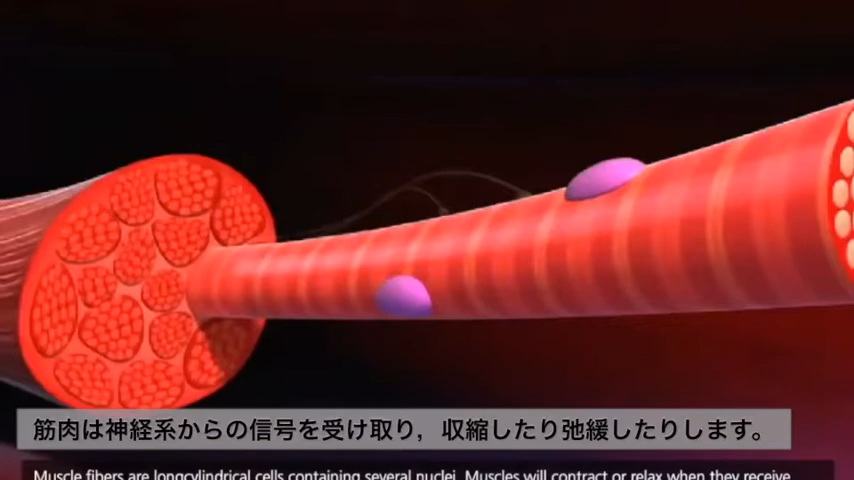 筋肉は神経系からの信号を受け取り，収縮したり弛緩したりします。
Muscle fibers are longcylindrical cells containing several nuclei. Muscles will contract or relax when they receive